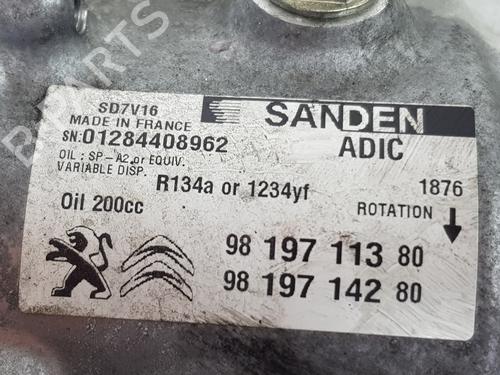 SD7V16
MADE IN FRANCE
SN:01284408962
OIL : SP-A2 or EQUIV.
VARIABLE DISP.
SANDEN
ADIC
R134a or 1234yf
1876
Oil 200cc
ROTATION
98 197 113 80
98 197 142 80
B-PARTS